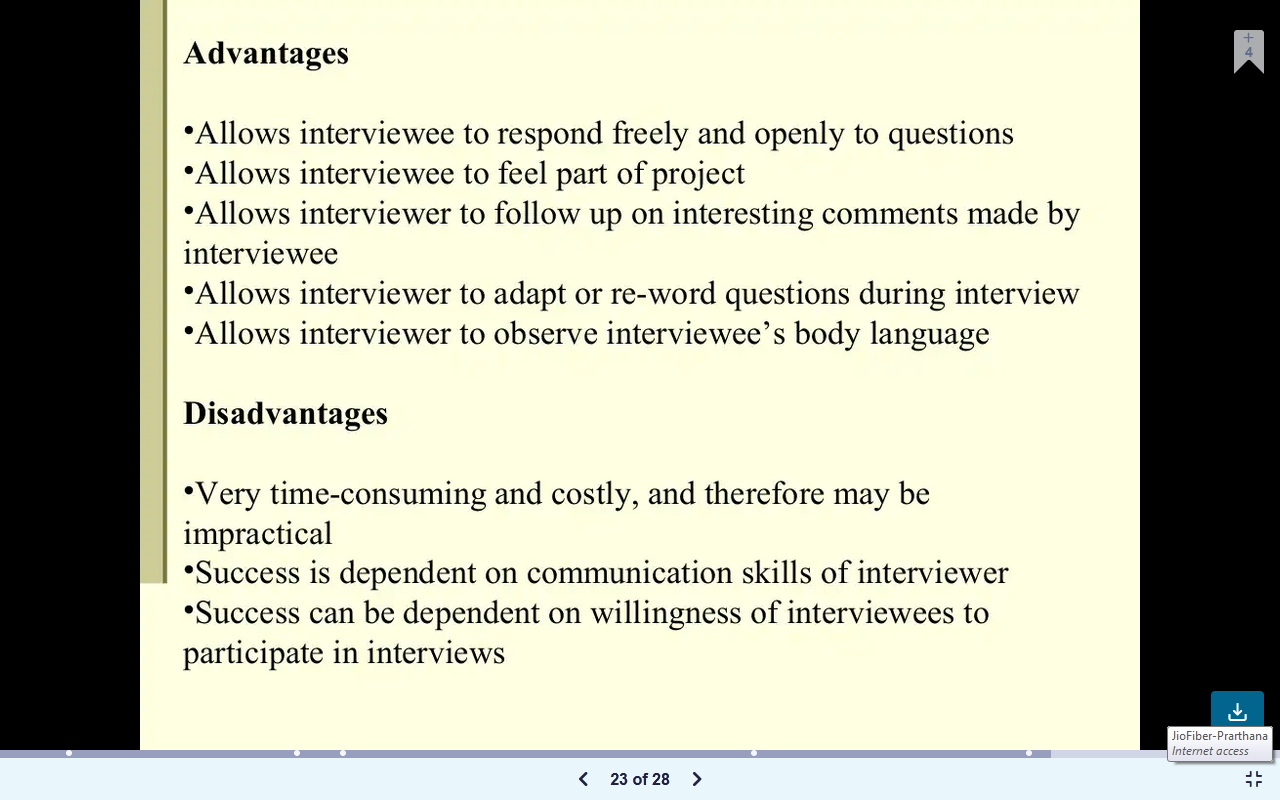 Advantages
•Allows interviewee to respond freely and openly to questions
•Allows interviewee to feel part of project
•Allows interviewer to follow up on interesting comments made by
interviewee
•Allows interviewer to adapt or re-word questions during interview
•Allows interviewer to observe interviewee’s body language
Disadvantages
•Very time-consuming and costly, and therefore may be
impractical
•Success is dependent on communication skills of interviewer
•Success can be dependent on willingness of interviewees to
participate in interviews
+
4
JioFiber-Prarthana
Internet access
23 of 28